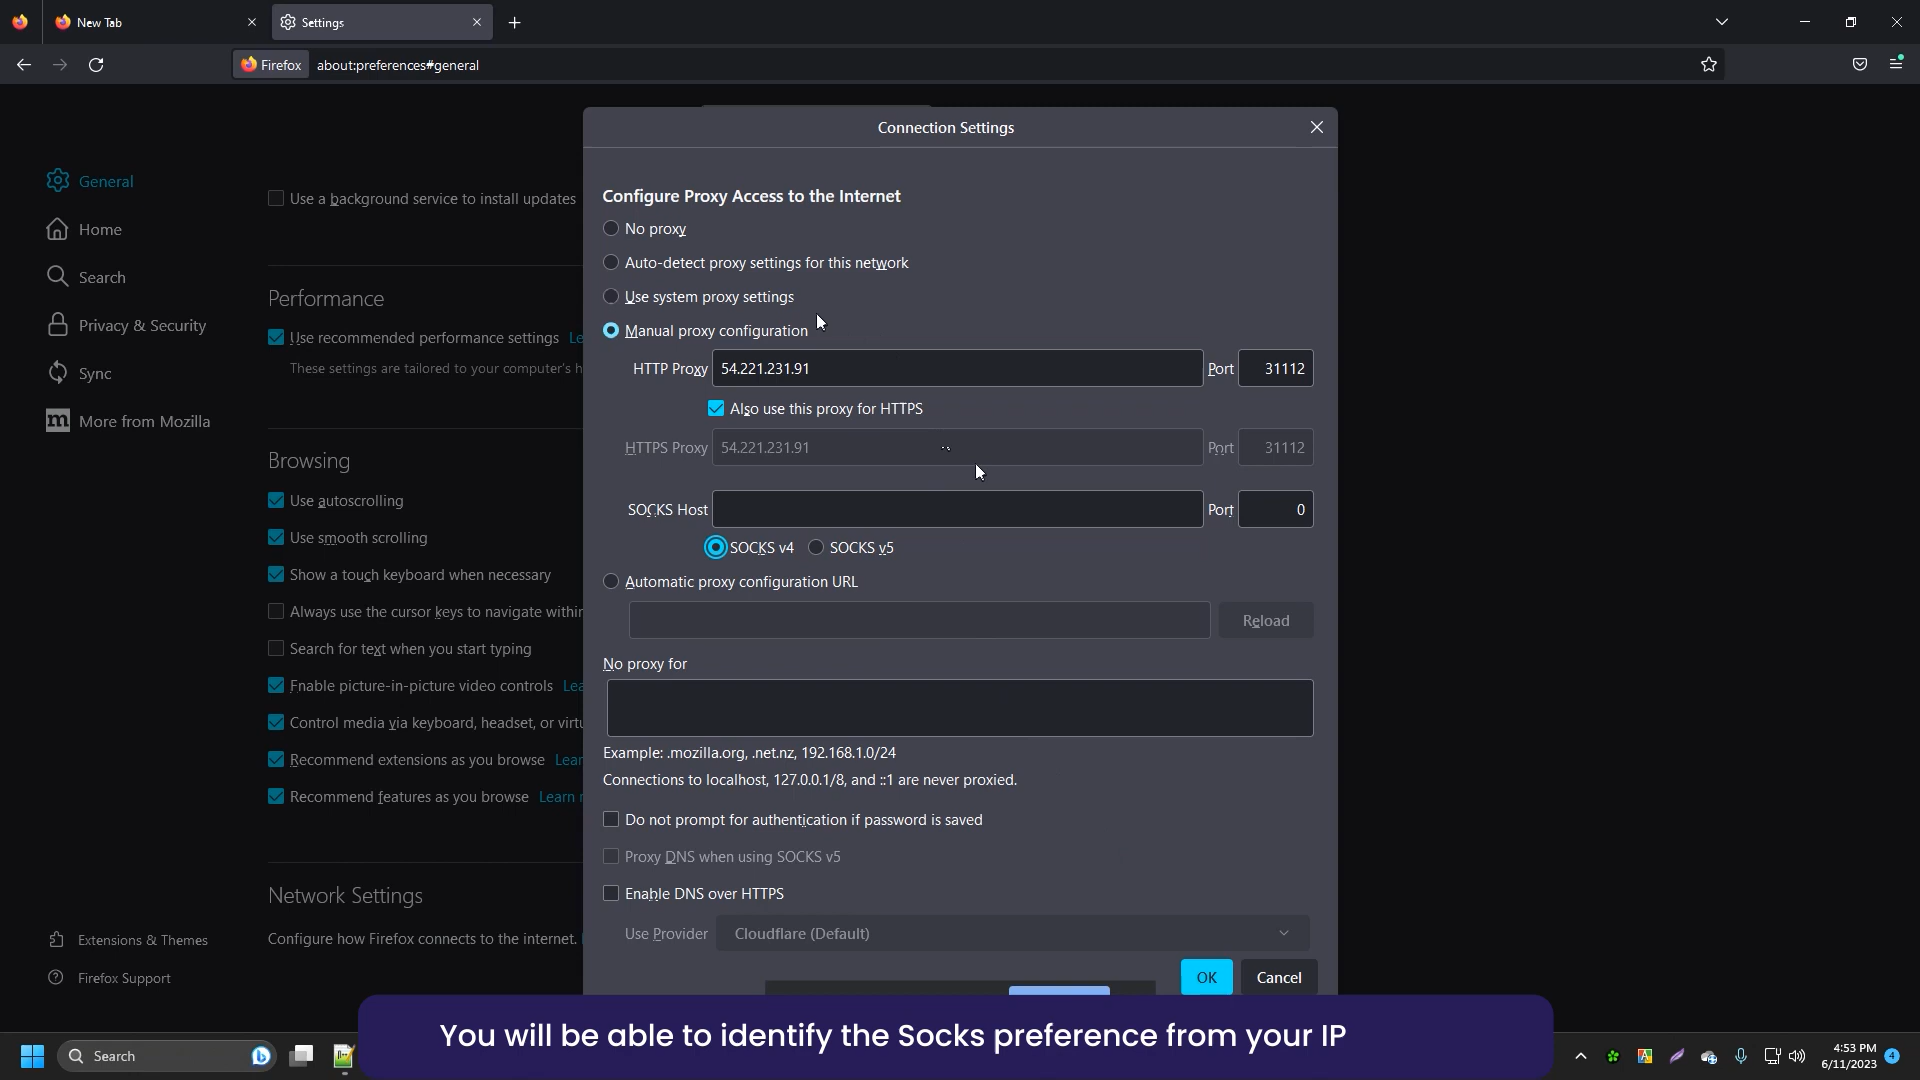 New Tab
Settings
Firefox
about:preferences#general
Connection Settings
General
Home
Search
Privacy & Security
Sync
m More from Mozilla
Extensions & Themes
Firefox Support
Use a background service to install updates
Performance
Use recommended performance settings Le
These settings are tailored to your computer's h
Browsing
Use autoscrolling
Use smooth scrolling
Show a touch keyboard when necessary
Always use the cursor keys to navigate within
Search for text when you start typing
Enable picture-in-picture video controls Lea
Control media via keyboard, headset, or virtu
Recommend extensions as you browse Lear
Recommend features as you browse Learn
Network Settings
Configure how Firefox connects to the internet.
Configure Proxy Access to the Internet
No proxy
Auto-detect proxy settings for this network
Use system proxy settings
Manual proxy configuration
HTTP Proxy 54.221.231.91 Port 31112
Also use this proxy for HTTPS
HTTPS Proxy 54.221.231.91 Port 31112
SOCKS Host Port 0
SOCKS v4 SOCKS v5
Automatic proxy configuration URL
Reload
No proxy for
Example: .mozilla.org, .net.nz, 192.168.1.0/24
Connections to localhost, 127.0.0.1/8, and ::1 are never proxied.
Do not prompt for authentication if password is saved
Proxy DNS when using SOCKS v5
Enable DNS over HTTPS
Use Provider Cloudflare (Default)
OK Cancel
You will be able to identify the Socks preference from your IP
Search
4:53 PM
6/11/2023
4